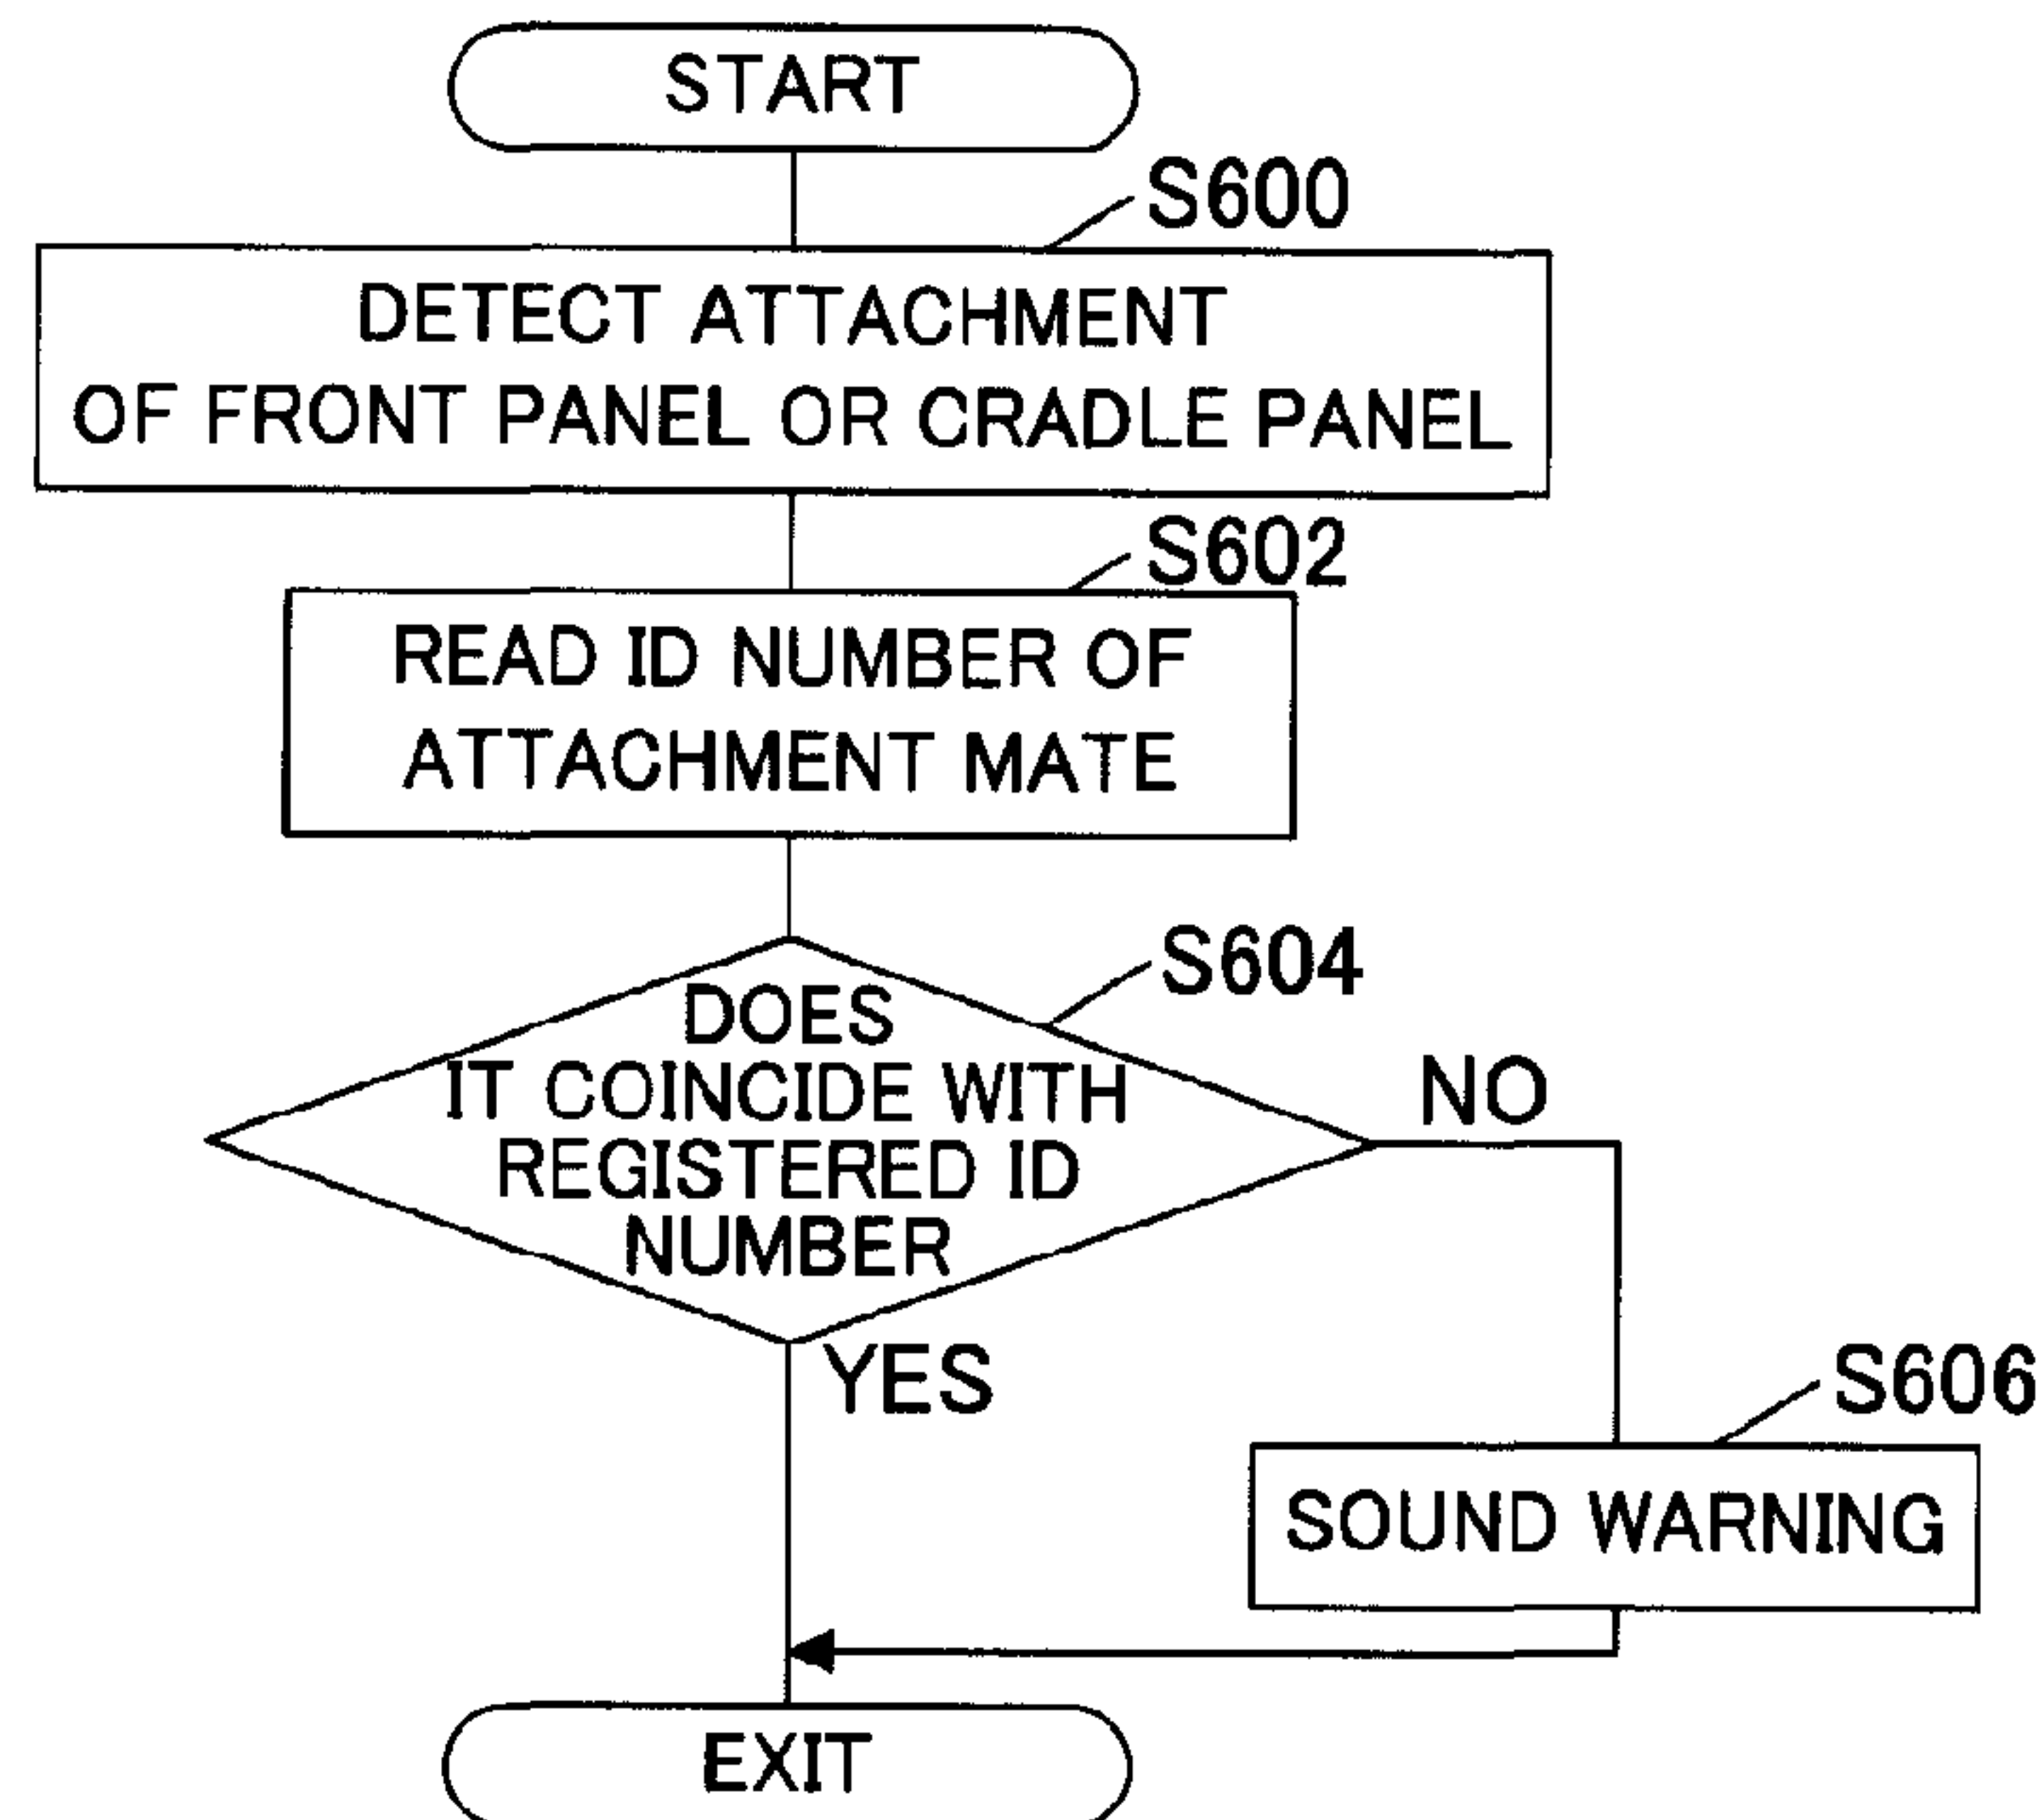 START
S600
DETECT ATTACHMENT
OF FRONT PANEL OR CRADLE PANEL
S602
READ ID NUMBER OF
ATTACHMENT MATE
S604
DOES
IT COINCIDE WITH
REGISTERED ID
NUMBER
NO
YES
S606
SOUND WARNING
EXIT